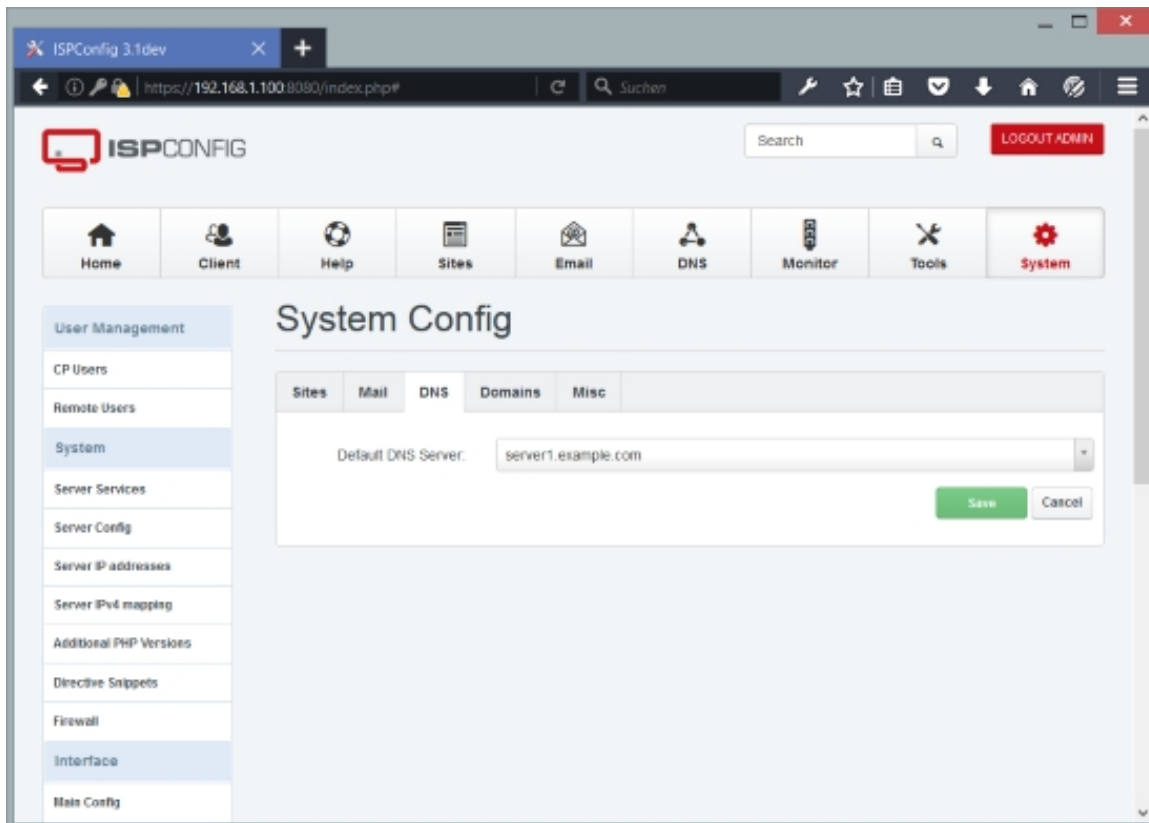 ISPConfig 3.1dev
https://192.168.1.100:8080/index.php#
Suchen
ISPCONFIG
Search
LOGOUT ADMIN
Home
Client
Help
Sites
Email
DNS
Monitor
Tools
System
User Management
CP Users
Remote Users
System
Server Services
Server Config
Server IP addresses
Server IPv4 mapping
Additional PHP Versions
Directive Snippets
Firewall
Interface
Main Config
System Config
Sites
Mail
DNS
Domains
Misc
Default DNS Server:
server1.example.com
Save
Cancel